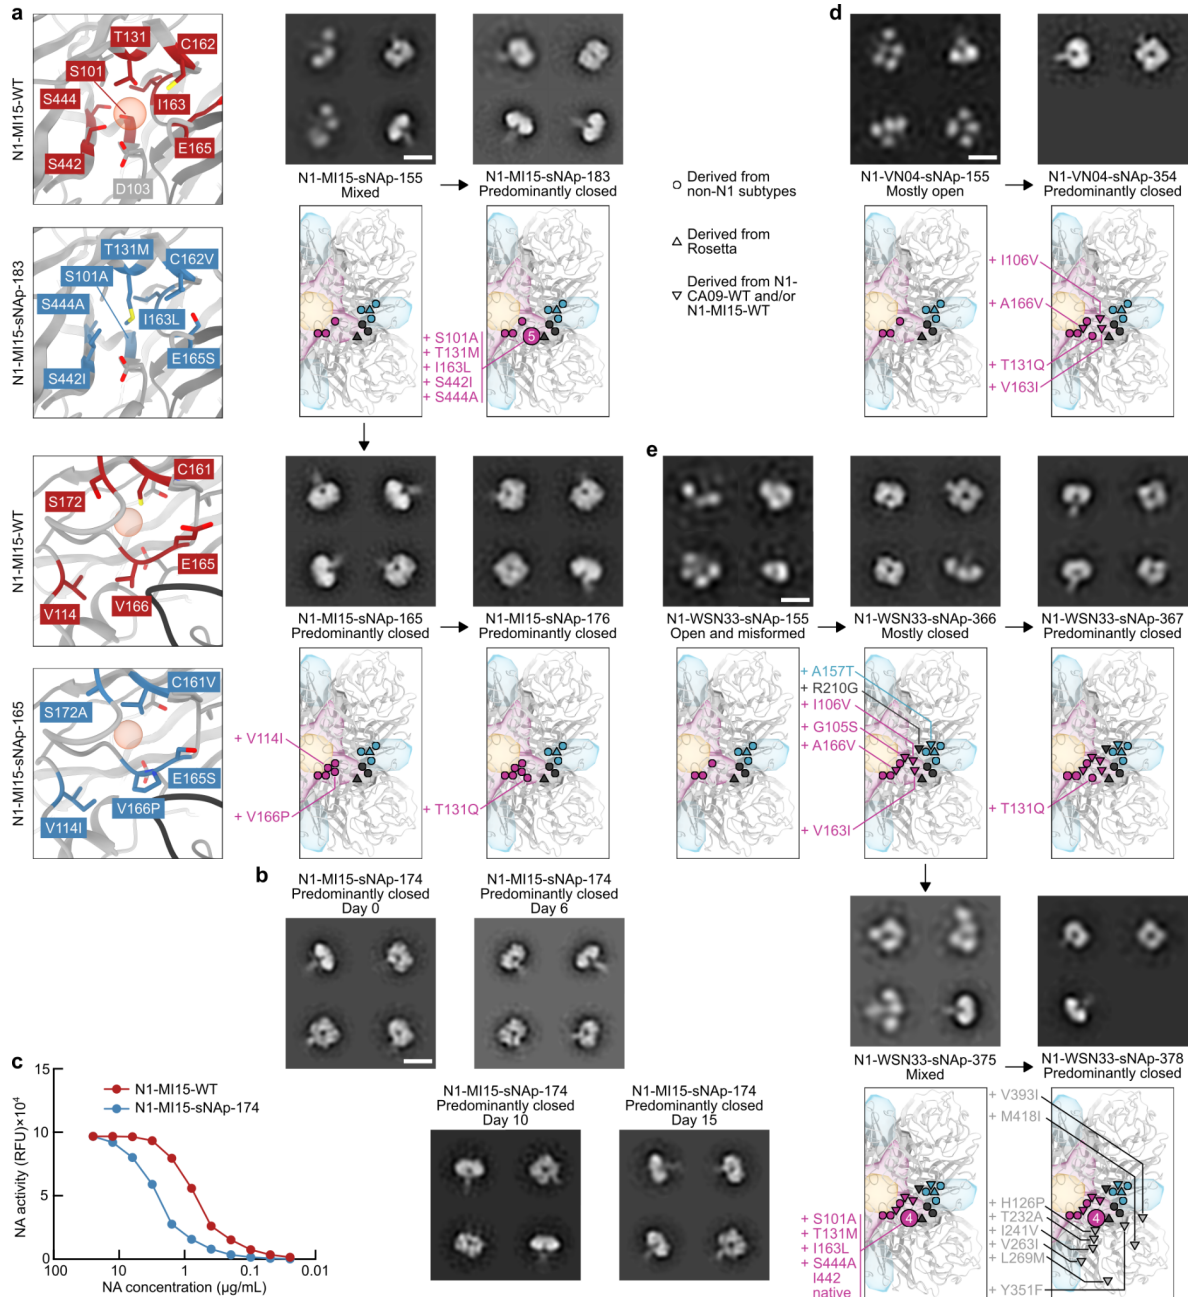 a
N1-MI15-WT
T131
C162
S101
S444
I163
S442
E165
D103
N1-MI15-sNAp-183
T131M
C162V
S101A
S444A
I163L
E165S
S442I
N1-MI15-WT
C161
S172
E165
V114
V166
N1-MI15-sNAp-165
C161V
S172A
E165S
V166P
V114I
N1-MI15-sNAp-155
Mixed
N1-MI15-sNAp-183
Predominantly closed
+ S101A
+ T131M
+ I163L
+ S442I
+ S444A
5
Derived from
non-N1 subtypes
Derived from
Rosetta
Derived from N1-
CA09-WT and/or
N1-MI15-WT
N1-MI15-sNAp-165
Predominantly closed
N1-MI15-sNAp-176
Predominantly closed
+ V114I
+ V166P
+ T131Q
b
N1-MI15-sNAp-174
Predominantly closed
Day 0
N1-MI15-sNAp-174
Predominantly closed
Day 6
N1-MI15-sNAp-174
Predominantly closed
Day 10
N1-MI15-sNAp-174
Predominantly closed
Day 15
c
N1-MI15-WT
N1-MI15-sNAp-174
NA activity (RFU)×10⁴
15
10
5
0
100
10
1
0.1
0.01
NA concentration (µg/mL)
d
N1-VN04-sNAp-155
Mostly open
N1-VN04-sNAp-354
Predominantly closed
+ I106V
+ A166V
+ T131Q
+ V163I
e
N1-WSN33-sNAp-155
Open and misformed
N1-WSN33-sNAp-366
Mostly closed
N1-WSN33-sNAp-367
Predominantly closed
+ A157T
+ R210G
+ I106V
+ G105S
+ A166V
+ V163I
+ T131Q
N1-WSN33-sNAp-375
Mixed
N1-WSN33-sNAp-378
Predominantly closed
+ S101A
+ T131M
+ I163L
+ S444A
I442
native
4
+ V393I
+ M418I
+ H126P
+ T232A
+ I241V
+ V263I
+ L269M
+ Y351F
4